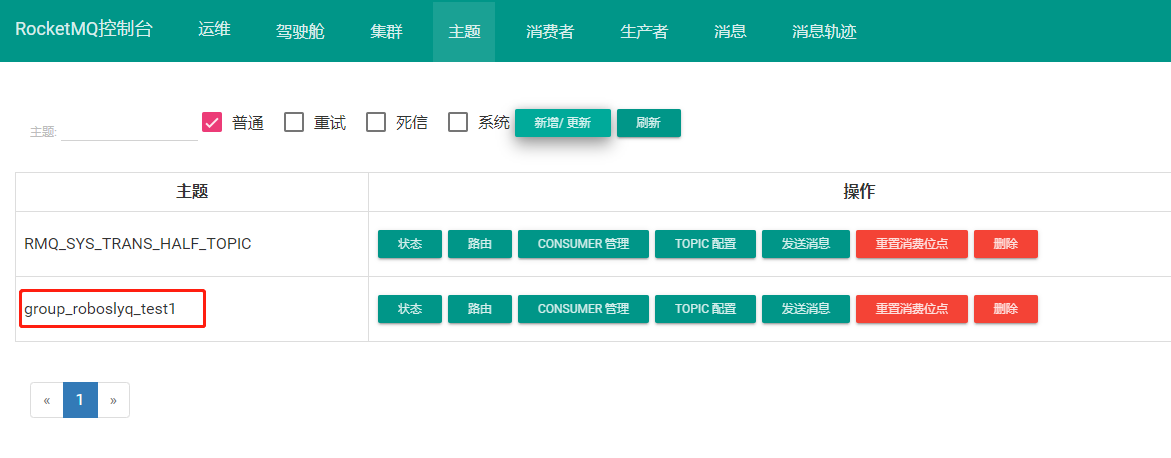 RocketMQ控制台 运维 驾驶舱 集群 主题 消费者 生产者 消息 消息轨迹
主题: 普通 重试 死信 系统 新增/ 更新 刷新
主题 操作
RMQ_SYS_TRANS_HALF_TOPIC 状态 路由 CONSUMER 管理 TOPIC 配置 发送消息 重置消费位点 删除
group_roboslyq_test1 状态 路由 CONSUMER 管理 TOPIC 配置 发送消息 重置消费位点 删除
« 1 »